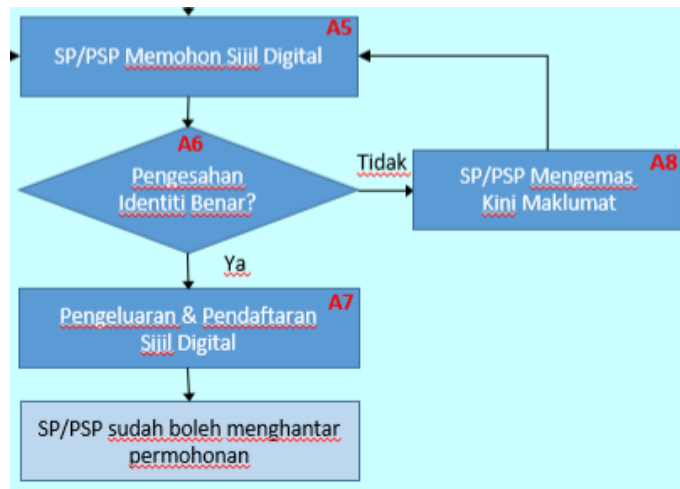 A5
SP/PSP Memohon Sijil Digital
A6
Pengesahan
Identiti Benar?
Tidak
A8
SP/PSP Mengemas
Kini Maklumat
Ya
A7
Pengeluaran & Pendaftaran
Sijil Digital
SP/PSP sudah boleh menghantar
permohonan